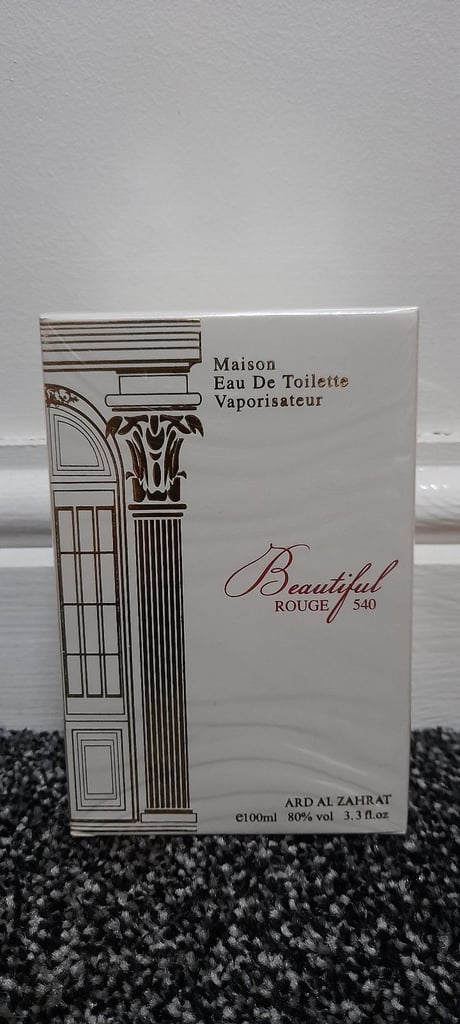 Maison
Eau De Toilette
Vaporisateur
Beautiful
ROUGE 540
ARD AL ZAHRAT
e100ml 80% vol 3.3 fl.oz